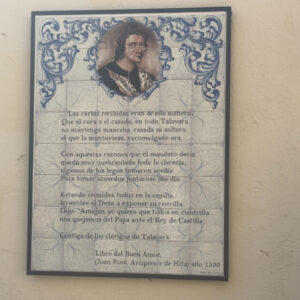 Las cartas recibidas eran de esta manera:
Que el cura o el casado, en toda Talavera,
no mantenga manceba, casada ni soltera:
el que la mantuviese, excomulgado era.
Con aquestas razones que el mandato decía
quedó muy quebrantada toda la clerecía,
algunos de los legos tomaron acedía.
Para tomar acuerdos juntáronse otro día.
Estando reunidos todos en la capilla,
levantóse el Deán a exponer su rencilla.
Dijo: "Amigos, yo quiero que todos en cuadrilla
nos quejemos del Papa ante el Rey de Castilla.
Cántiga de los clérigos de Talavera
Libro del Buen Amor.
(Juan Ruiz, Arcipreste de Hita) año 1330